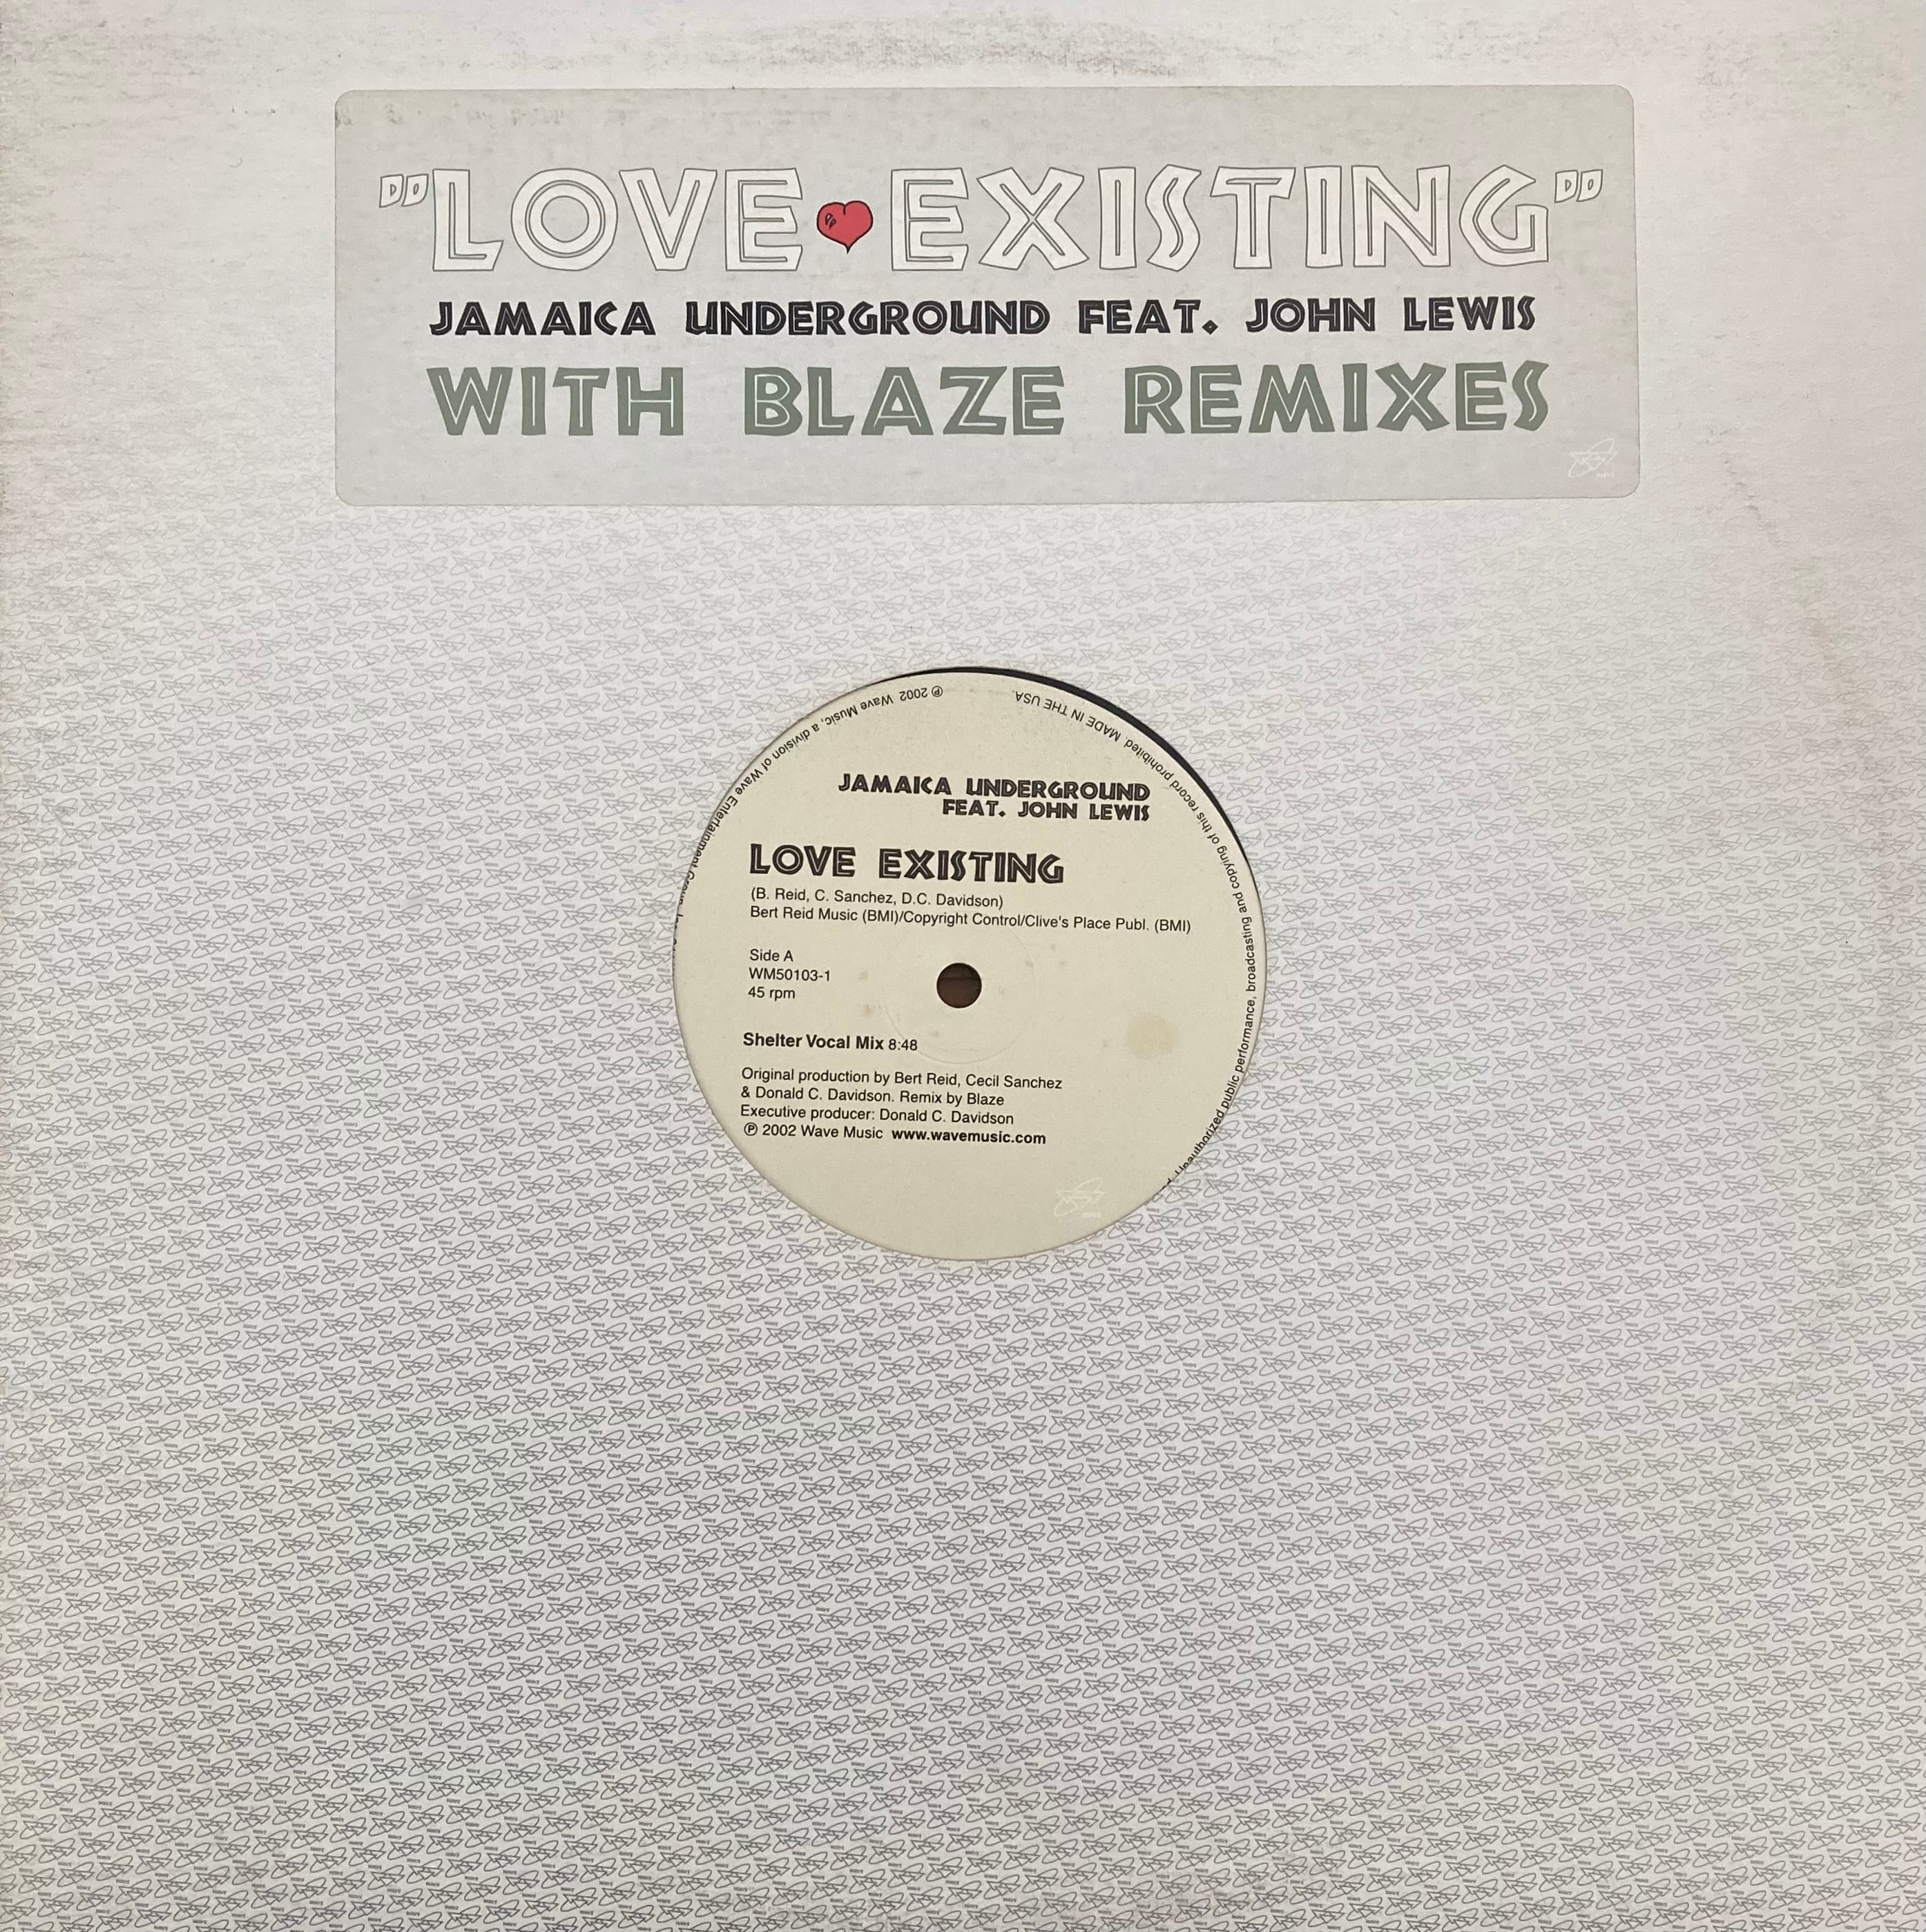 "LOVE EXISTING"
JAMAICA UNDERGROUND FEAT. JOHN LEWIS
WITH BLAZE REMIXES
℗ 2002 Wave Music, a division of Wave Entertainment
Unauthorized public performance, broadcasting and copying of this record prohibited. MADE IN THE USA.
JAMAICA UNDERGROUND
FEAT. JOHN LEWIS
LOVE EXISTING
(B. Reid, C. Sanchez, D.C. Davidson)
Bert Reid Music (BMI)/Copyright Control/Clive's Place Publ. (BMI)
Side A
WM50103-1
45 rpm
Shelter Vocal Mix 8:48
Original production by Bert Reid, Cecil Sanchez
& Donald C. Davidson. Remix by Blaze
Executive producer: Donald C. Davidson
℗ 2002 Wave Music www.wavemusic.com